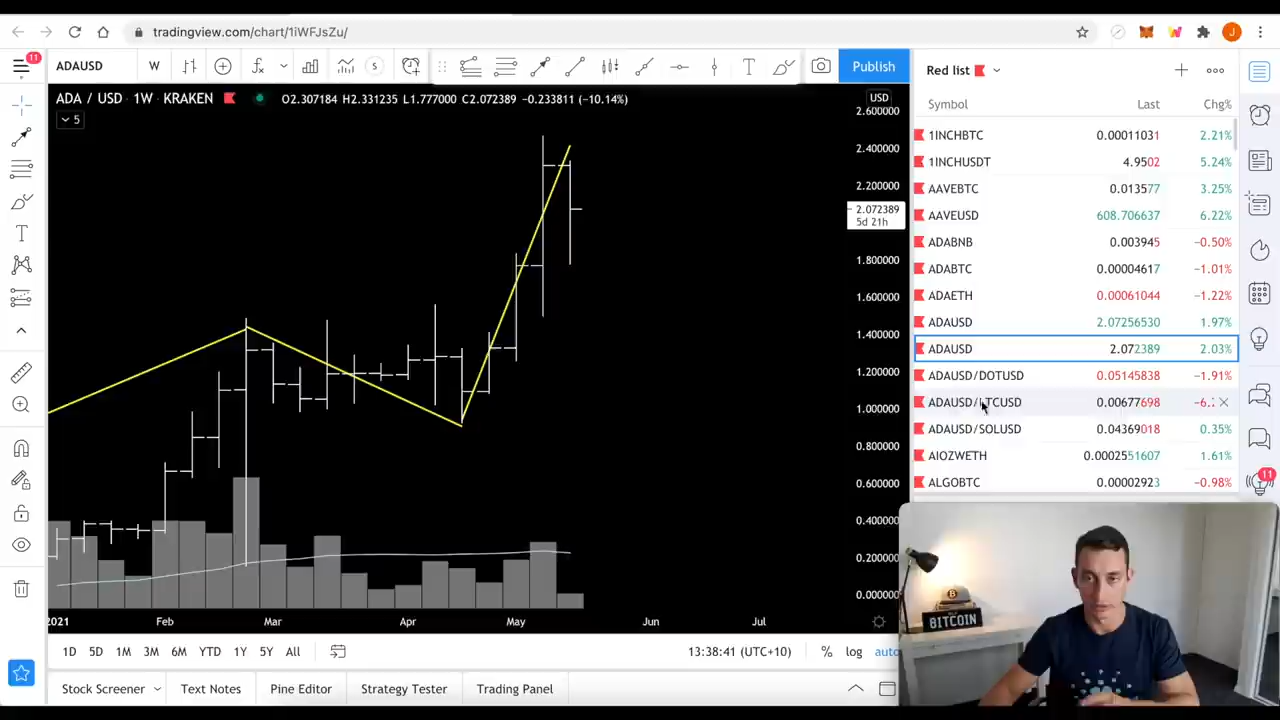 tradingview.com/chart/1iWFJsZu/
J
11
ADAUSD
W
S
T
Publish
Red list
ADA / USD · 1W · KRAKEN
O2.307184 H2.331235 L1.777000 C2.072389 −0.233811 (−10.14%)
5
USD
2.600000
2.400000
2.200000
2.072389
5d 21h
1.800000
1.600000
1.400000
1.200000
1.000000
0.800000
0.600000
0.400000
0.200000
0.000000
Symbol Last Chg%
1INCHBTC 0.00011031 2.21%
1INCHUSDT 4.9502 5.24%
AAVEBTC 0.013577 3.25%
AAVEUSD 608.706637 6.22%
ADABNB 0.003945 −0.50%
ADABTC 0.00004617 −1.01%
ADAETH 0.00061044 −1.22%
ADAUSD 2.07256530 1.97%
ADAUSD 2.072389 2.03%
ADAUSD/DOTUSD 0.05145838 −1.91%
ADAUSD/LTCUSD 0.00677698 −6.
ADAUSD/SOLUSD 0.04369018 0.35%
AIOZWETH 0.0002551607 1.61%
ALGOBTC 0.00002923 −0.98%
11
2021 Feb Mar Apr May Jun Jul
1D 5D 1M 3M 6M YTD 1Y 5Y All
13:38:41 (UTC+10) % log auto
Stock Screener Text Notes Pine Editor Strategy Tester Trading Panel
BITCOIN